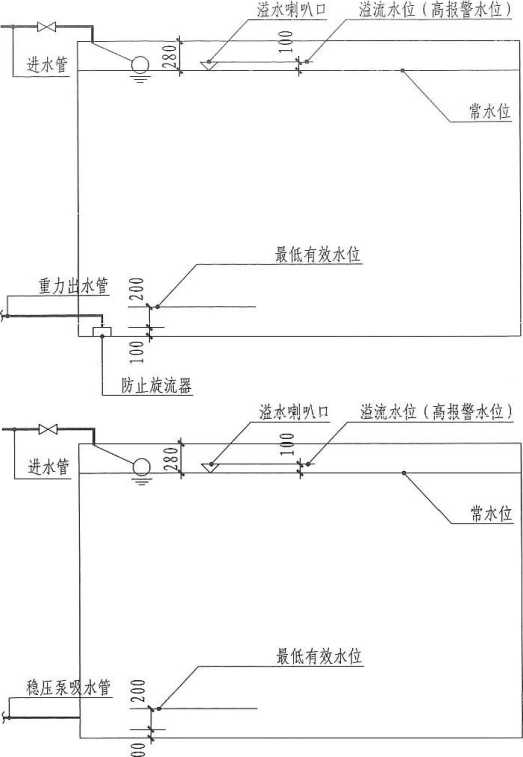 溢水喇叭口
溢流水位（高报警水位）
进水管
280
100
常水位
最低有效水位
重力出水管
200
100
防止旋流器
溢水喇叭口
溢流水位（高报警水位）
进水管
280
100
常水位
最低有效水位
稳压泵吸水管
200
00